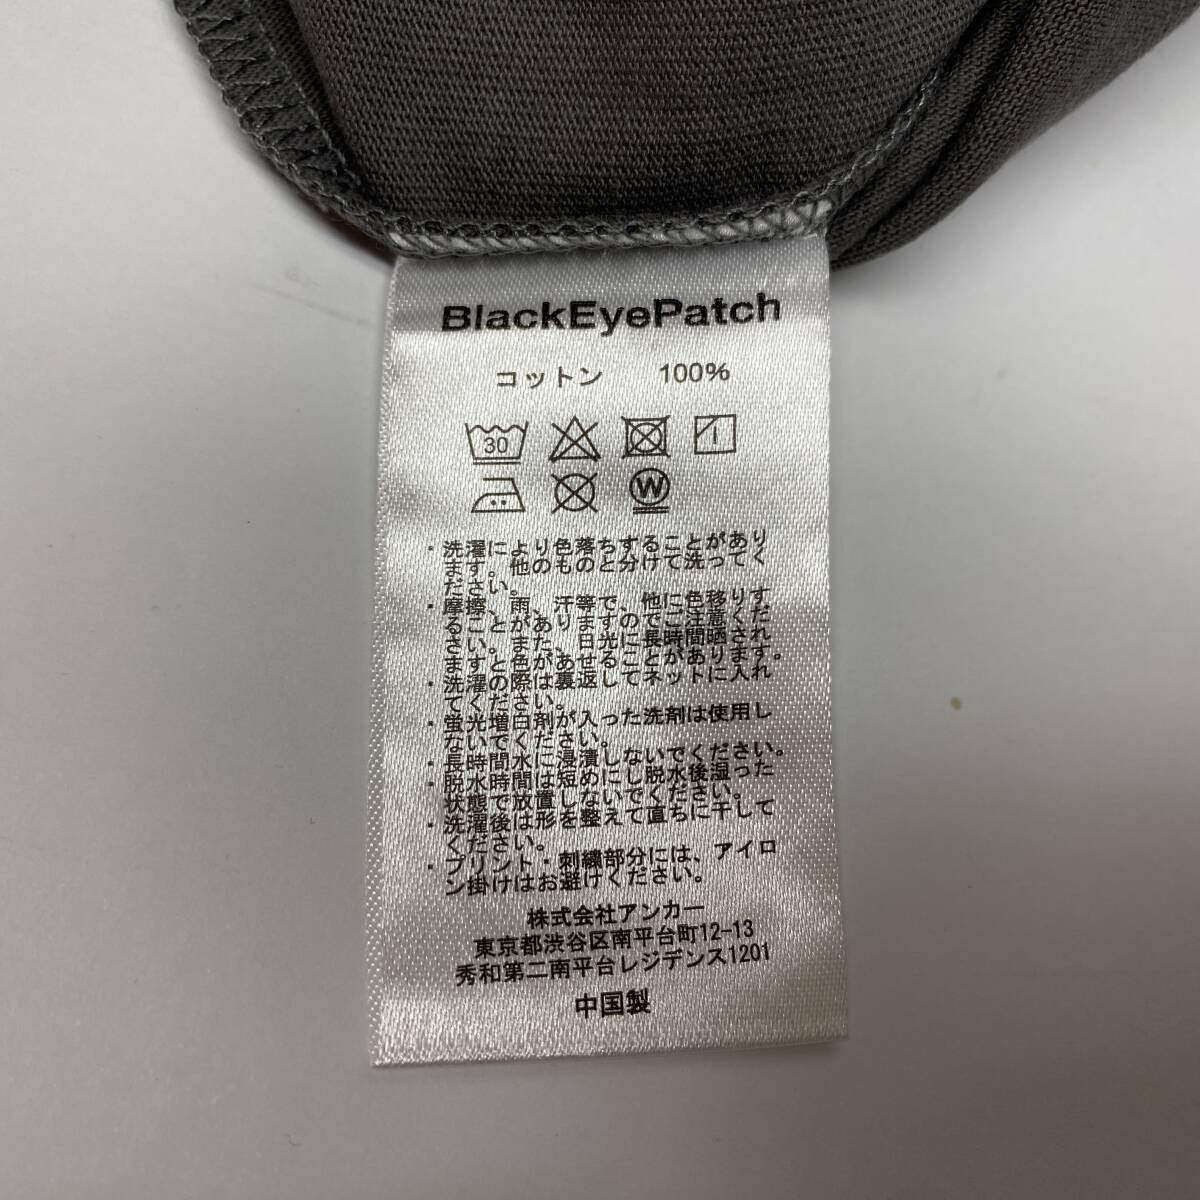 BlackEyePatch
コットン 100%
30
W
・洗濯により色落ちすることがあり
ます。他のものと分けて洗ってく
ださい。
・摩擦、雨、汗等で、他に色移りす
ることがありますのでご注意くだ
さい。また、日光に長時間晒され
ますと色があせることがあります。
・洗濯の際は裏返してネットに入れ
てください。
・蛍光増白剤が入った洗剤は使用し
ないでください。
・長時間水に浸漬しないでください。
・脱水時間は短めにし脱水後湿った
状態で放置しないでください。
・洗濯後は形を整えて直ちに干して
ください。
・プリント・刺繍部分には、アイロ
ン掛けはお避けください。
株式会社アンカー
東京都渋谷区南平台町12-13
秀和第二南平台レジデンス1201
中国製